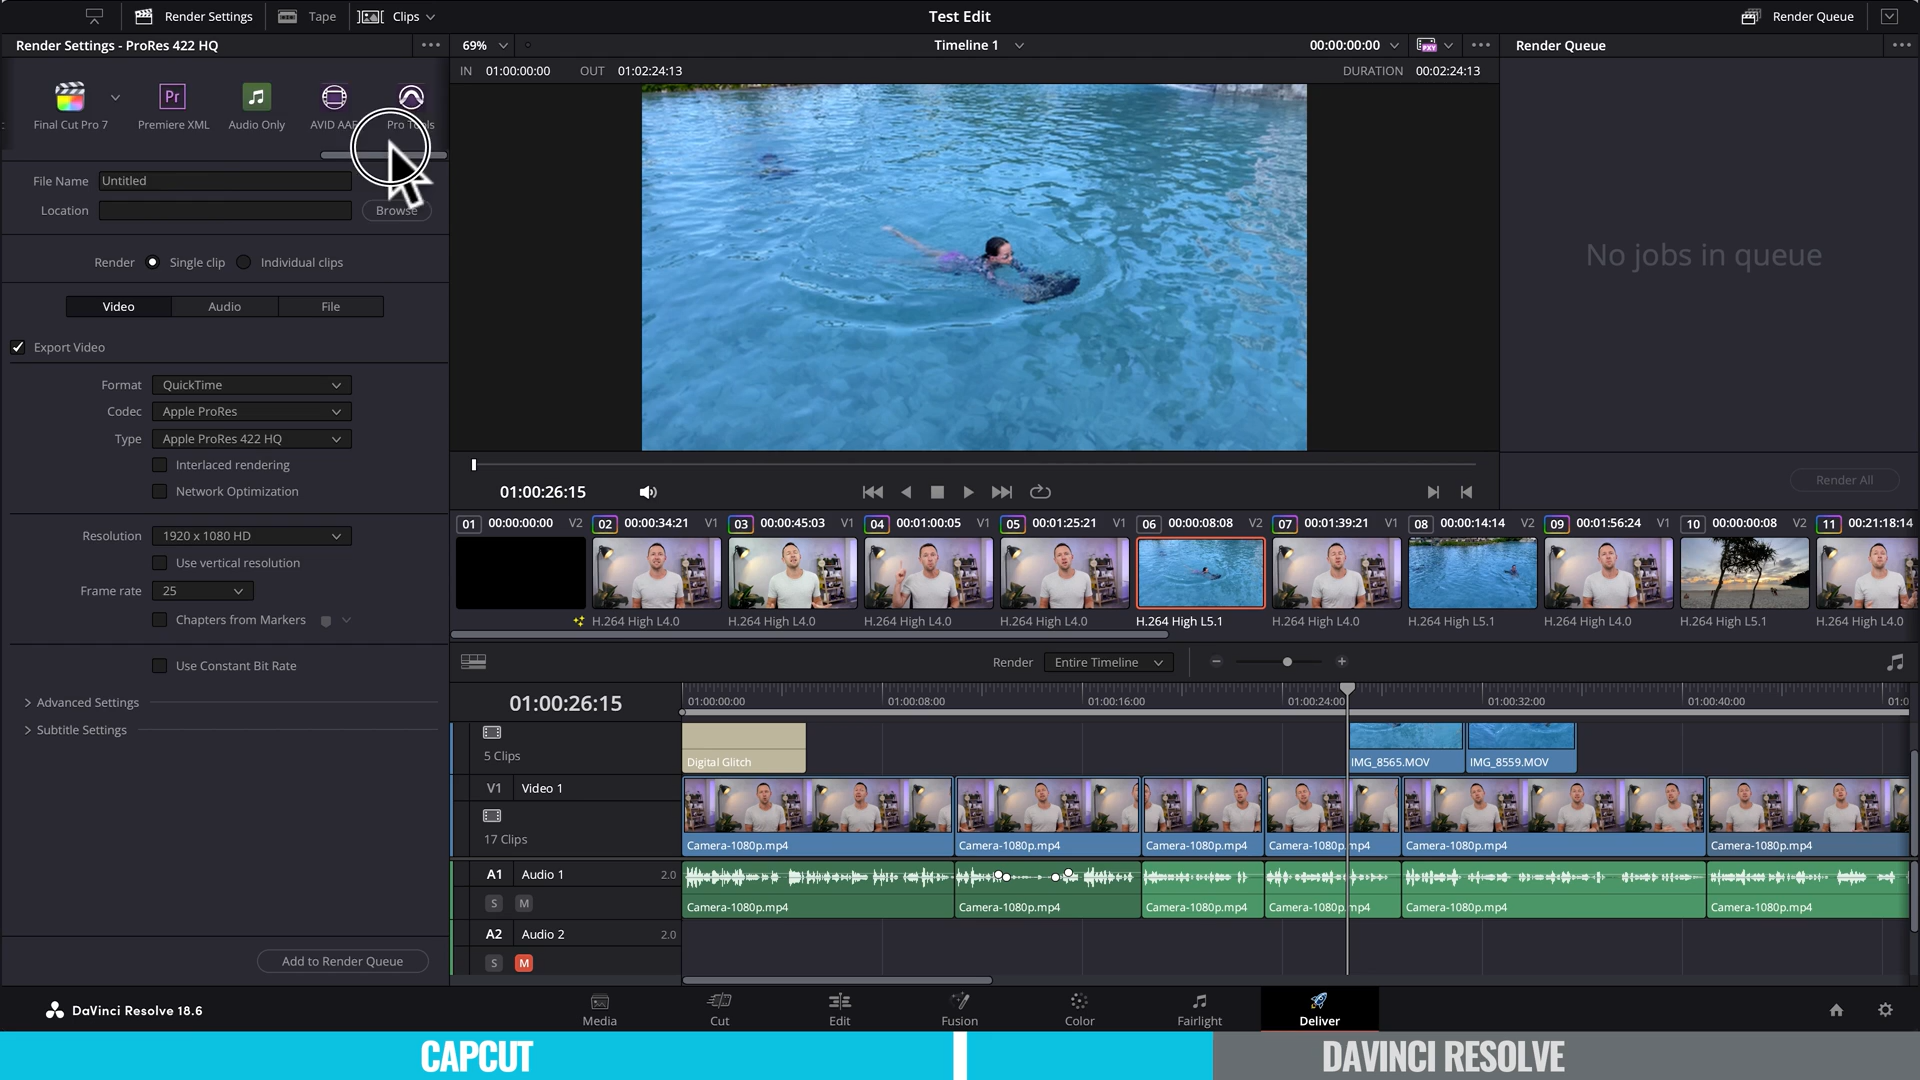 Render Settings
Tape
Clips
Test Edit
Render Queue
Render Settings - ProRes 422 HQ
69%
Timeline 1
00:00:00:00
PXY
Render Queue
IN 01:00:00:00 OUT 01:02:24:13
DURATION 00:02:24:13
Final Cut Pro 7
Pr
Premiere XML
Audio Only
AVID AAF
Pro Tools
File Name Untitled
Location
Browse
Render Single clip Individual clips
Video Audio File
Export Video
Format QuickTime
Codec Apple ProRes
Type Apple ProRes 422 HQ
Interlaced rendering
Network Optimization
Resolution 1920 x 1080 HD
Use vertical resolution
Frame rate 25
Chapters from Markers
Use Constant Bit Rate
Advanced Settings
Subtitle Settings
Add to Render Queue
No jobs in queue
Render All
01:00:26:15
01 00:00:00:00 V2
02 00:00:34:21 V1
03 00:00:45:03 V1
04 00:01:00:05 V1
05 00:01:25:21 V1
06 00:00:08:08 V2
07 00:01:39:21 V1
08 00:00:14:14 V2
09 00:01:56:24 V1
10 00:00:00:08 V2
11 00:21:18:14
H.264 High L4.0
H.264 High L4.0
H.264 High L4.0
H.264 High L4.0
H.264 High L5.1
H.264 High L4.0
H.264 High L5.1
H.264 High L4.0
H.264 High L5.1
H.264 High L4.0
Render Entire Timeline
01:00:26:15
01:00:00:00
01:00:08:00
01:00:16:00
01:00:24:00
01:00:32:00
01:00:40:00
5 Clips
Digital Glitch
IMG_8565.MOV
IMG_8559.MOV
V1 Video 1
17 Clips
Camera-1080p.mp4
Camera-1080p.mp4
Camera-1080p.mp4
Camera-1080p.mp4
Camera-1080p.mp4
Camera-1080p.mp4
A1 Audio 1 2.0
S M
Camera-1080p.mp4
Camera-1080p.mp4
Camera-1080p.mp4
Camera-1080p.mp4
Camera-1080p.mp4
Camera-1080p.mp4
A2 Audio 2 2.0
S M
DaVinci Resolve 18.6
Media
Cut
Edit
Fusion
Color
Fairlight
Deliver
CAPCUT
DAVINCI RESOLVE